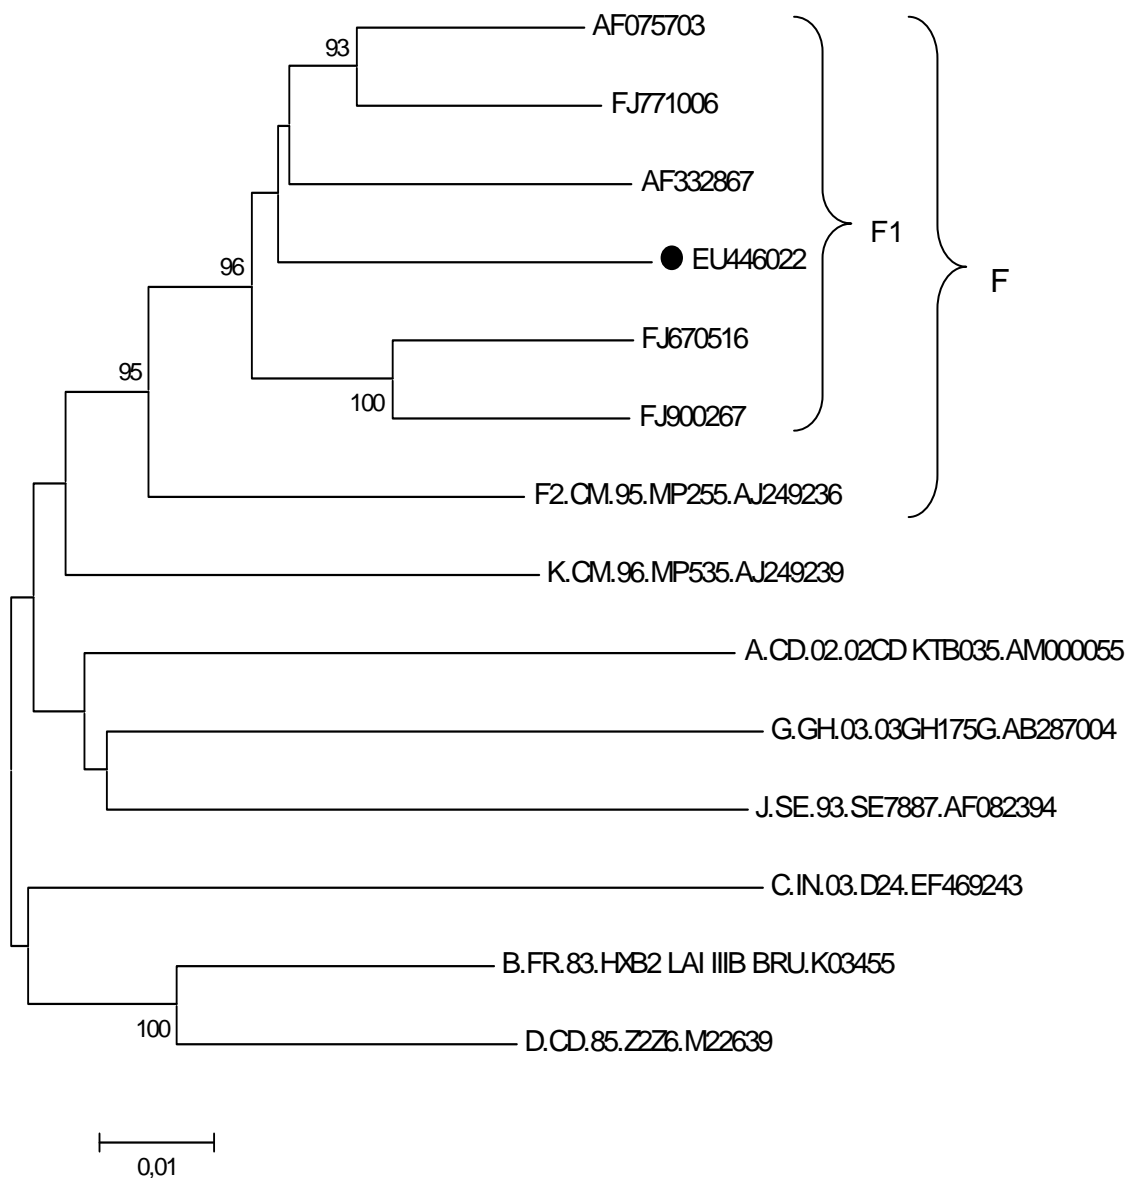 AF075703
93
FJ771006
AF332867
F1
EU446022
96
F
FJ670516
95
100
FJ900267
F2.CM.95.MP255.AJ249236
K.CM.96.MP535.AJ249239
A.CD.02.02CD KTB035.AM000055
G.GH.03.03GH175G.AB287004
J.SE.93.SE7887.AF082394
C.IN.03.D24.EF469243
B.FR.83.HXB2 LAI IIIB BRU.K03455
100
D.CD.85.Z2Z6.M22639
0,01